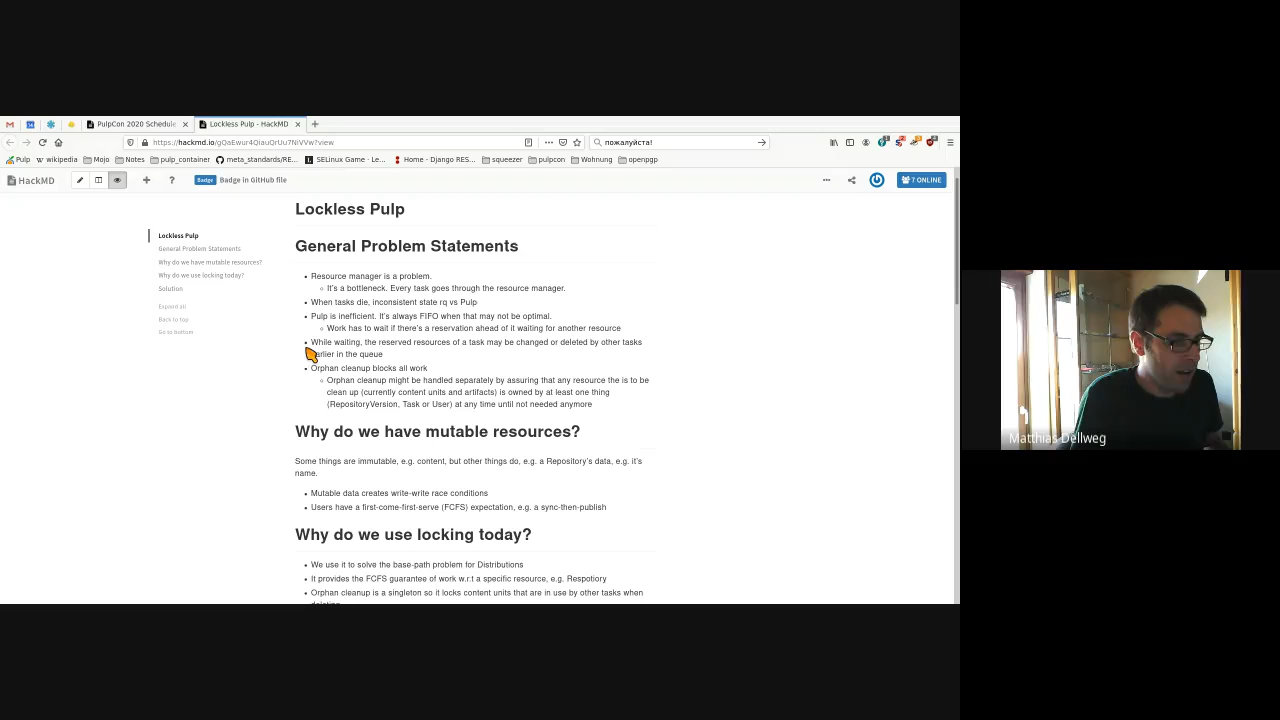 PulpCon 2020 Schedule
Lockless Pulp - HackMD
https://hackmd.io/gQaEwur4QiauQrUu7NiVVw?view
пожалуйста!
Pulp
wikipedia
Mojo
Notes
pulp_container
meta_standards/RE...
SELinux Game - Le...
Home - Django RES...
squeezer
pulpcon
Wohnung
openpgp
HackMD
Badge
Badge in GitHub file
7 ONLINE
Lockless Pulp
General Problem Statements
Why do we have mutable resources?
Why do we use locking today?
Solution
Expand all
Back to top
Go to bottom
Lockless Pulp
General Problem Statements
Resource manager is a problem.
It's a bottleneck. Every task goes through the resource manager.
When tasks die, inconsistent state rq vs Pulp
Pulp is inefficient. It's always FIFO when that may not be optimal.
Work has to wait if there's a reservation ahead of it waiting for another resource
While waiting, the reserved resources of a task may be changed or deleted by other tasks
earlier in the queue
Orphan cleanup blocks all work
Orphan cleanup might be handled separately by assuring that any resource the is to be
clean up (currently content units and artifacts) is owned by at least one thing
(RepositoryVersion, Task or User) at any time until not needed anymore
Why do we have mutable resources?
Some things are immutable, e.g. content, but other things do, e.g. a Repository's data, e.g. it's
name.
Mutable data creates write-write race conditions
Users have a first-come-first-serve (FCFS) expectation, e.g. a sync-then-publish
Why do we use locking today?
We use it to solve the base-path problem for Distributions
It provides the FCFS guarantee of work w.r.t a specific resource, e.g. Respotiory
Orphan cleanup is a singleton so it locks content units that are in use by other tasks when
Matthias Dellweg